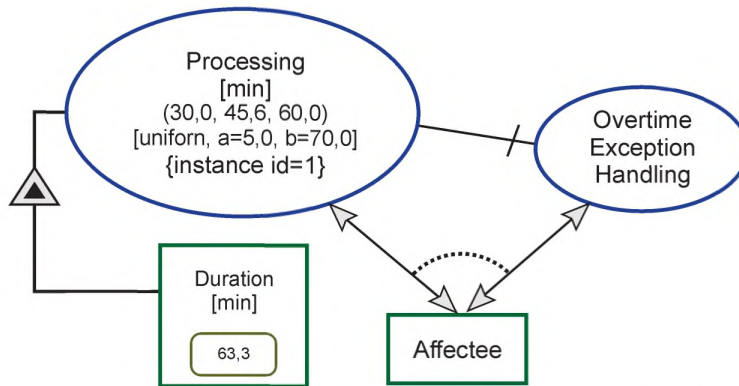 Processing
[min]
(30,0, 45,6, 60,0)
[uniforn, a=5,0, b=70,0]
{instance id=1}
Overtime
Exception
Handling
Duration
[min]
63,3
Affectee